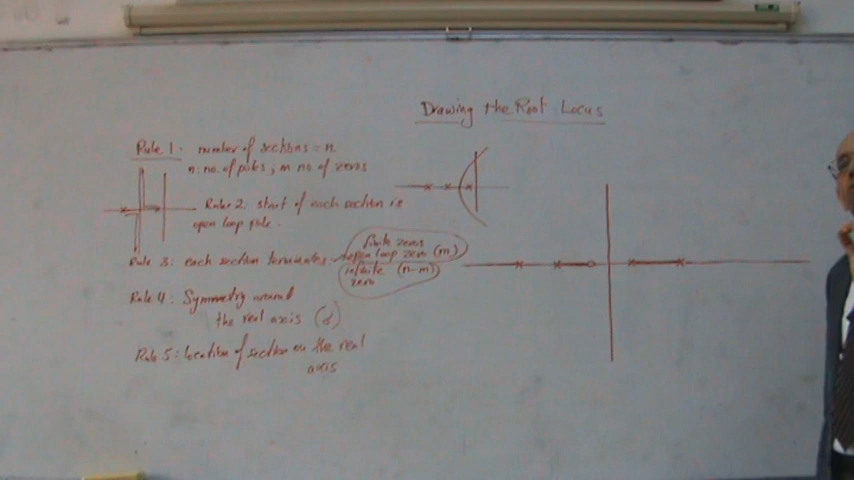 Drawing the Root Locus
Rule 1: number of sections = n
n: no. of poles, m no. of zeros
Rule 2: start of each section is
open loop pole.
Rule 3: each section terminates
finite zeros
open loop zero (m)
infinite (n-m)
zero
Rule 4: Symmetry around
the real axis (σ)
Rule 5: location of section on the real
axis